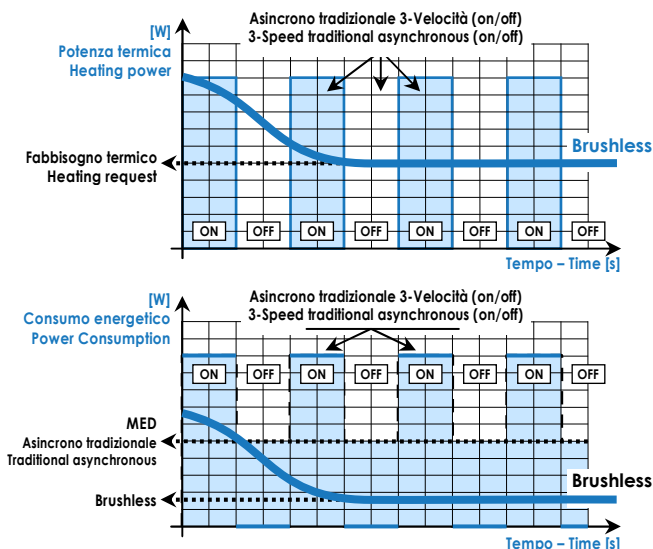 Asincrono tradizionale 3-Velocità (on/off)
3-Speed traditional asynchronous (on/off)
[W]
Potenza termica
Heating power
Brushless
Fabbisogno termico
Heating request
ON OFF ON OFF ON OFF ON OFF
Tempo – Time [s]
Asincrono tradizionale 3-Velocità (on/off)
3-Speed traditional asynchronous (on/off)
[W]
Consumo energetico
Power Consumption
ON OFF ON OFF ON OFF ON OFF
MED
Asincrono tradizionale
Traditional asynchronous
Brushless
Brushless
Tempo – Time [s]